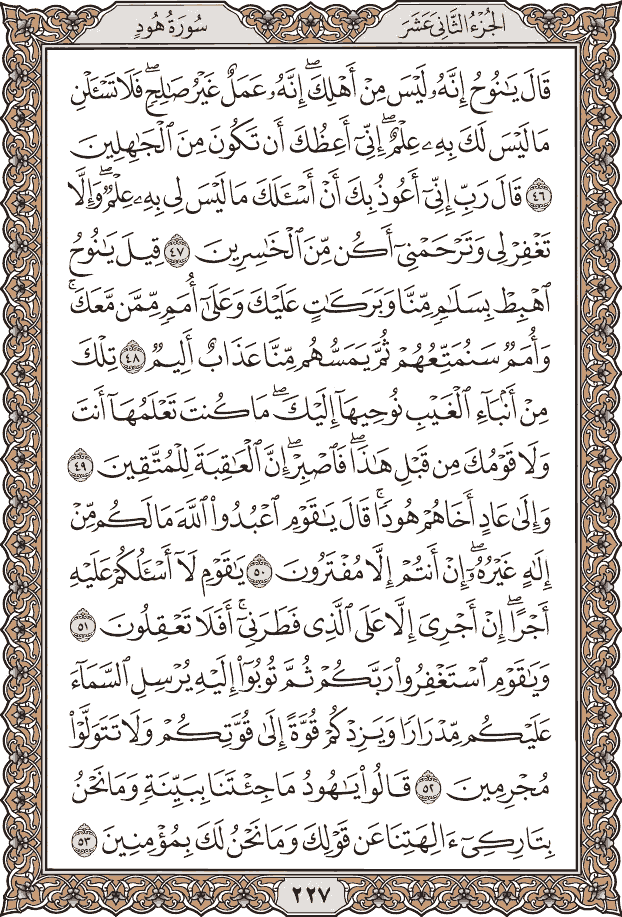 الجُزْءُ الثَّانِيَ عَشَرَ
سُورَةُ هُودٍ
قَالَ يَٰنُوحُ إِنَّهُۥ لَيْسَ مِنْ أَهْلِكَۖ إِنَّهُۥ عَمَلٌ غَيْرُ صَٰلِحٖۖ فَلَا تَسْـَٔلْنِ
مَا لَيْسَ لَكَ بِهِۦ عِلْمٌۖ إِنِّيٓ أَعِظُكَ أَن تَكُونَ مِنَ ٱلْجَٰهِلِينَ
٤٦ قَالَ رَبِّ إِنِّيٓ أَعُوذُ بِكَ أَنْ أَسْـَٔلَكَ مَا لَيْسَ لِى بِهِۦ عِلْمٌۖ وَإِلَّا
تَغْفِرْ لِى وَتَرْحَمْنِىٓ أَكُن مِّنَ ٱلْخَٰسِرِينَ ٤٧ قِيلَ يَٰنُوحُ
ٱهْبِطْ بِسَلَٰمٍ مِّنَّا وَبَرَكَٰتٍ عَلَيْكَ وَعَلَىٰٓ أُمَمٍ مِّمَّن مَّعَكَۚ
وَأُمَمٌ سَنُمَتِّعُهُمْ ثُمَّ يَمَسُّهُم مِّنَّا عَذَابٌ أَلِيمٌ ٤٨ تِلْكَ
مِنْ أَنۢبَآءِ ٱلْغَيْبِ نُوحِيهَآ إِلَيْكَۖ مَا كُنتَ تَعْلَمُهَآ أَنتَ
وَلَا قَوْمُكَ مِن قَبْلِ هَٰذَاۖ فَٱصْبِرْۖ إِنَّ ٱلْعَٰقِبَةَ لِلْمُتَّقِينَ ٤٩
وَإِلَىٰ عَادٍ أَخَاهُمْ هُودًاۚ قَالَ يَٰقَوْمِ ٱعْبُدُوا۟ ٱللَّهَ مَا لَكُم مِّنْ
إِلَٰهٍ غَيْرُهُۥٓۖ إِنْ أَنتُمْ إِلَّا مُفْتَرُونَ ٥٠ يَٰقَوْمِ لَآ أَسْـَٔلُكُمْ عَلَيْهِ
أَجْرًاۖ إِنْ أَجْرِىَ إِلَّا عَلَى ٱلَّذِى فَطَرَنِىٓۚ أَفَلَا تَعْقِلُونَ ٥١
وَيَٰقَوْمِ ٱسْتَغْفِرُوا۟ رَبَّكُمْ ثُمَّ تُوبُوٓا۟ إِلَيْهِ يُرْسِلِ ٱلسَّمَآءَ
عَلَيْكُم مِّدْرَارًا وَيَزِدْكُمْ قُوَّةً إِلَىٰ قُوَّتِكُمْ وَلَا تَتَوَلَّوْا۟
مُجْرِمِينَ ٥٢ قَالُوا۟ يَٰهُودُ مَا جِئْتَنَا بِبَيِّنَةٍ وَمَا نَحْنُ
بِتَارِكِىٓ ءَالِهَتِنَا عَن قَوْلِكَ وَمَا نَحْنُ لَكَ بِمُؤْمِنِينَ ٥٣
٢٢٧